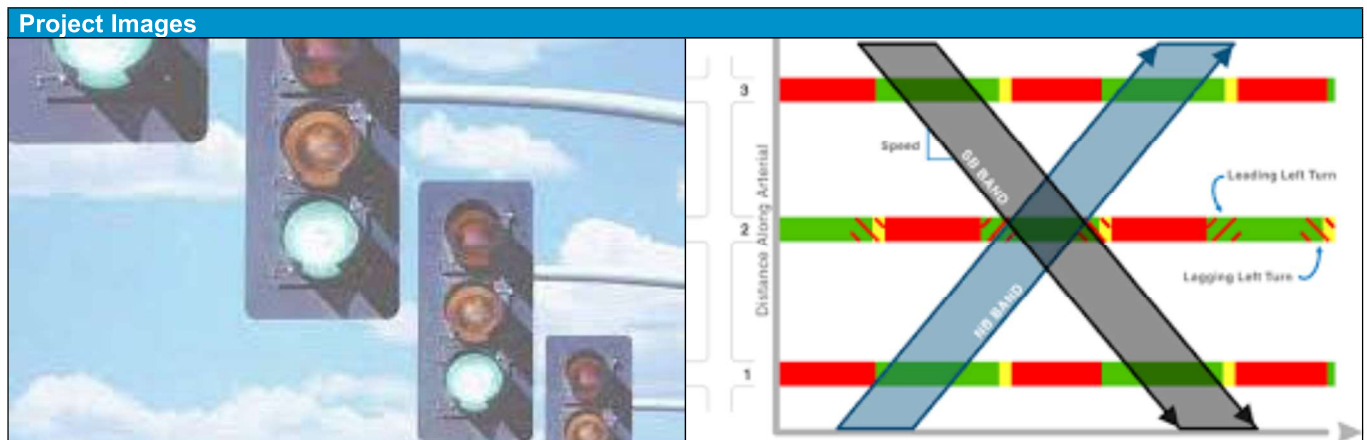 Project Images
3
Speed
SB BAND
Leading Left Turn
2
Distance Along Arterial
Lagging Left Turn
NB BAND
1